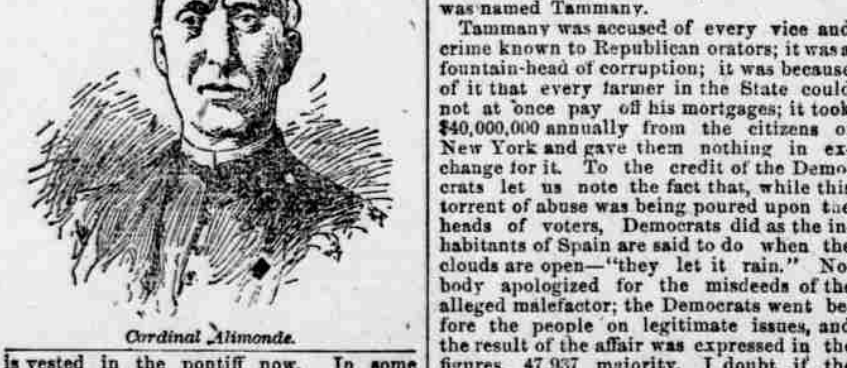 Cardinal Alimonde.
is vested in the pontiff now. In some
was named Tammany.
Tammany was accused of every vice and
crime known to Republican orators; it was a
fountain-head of corruption; it was because
of it that every farmer in the State could
not at once pay off his mortgages; it took
$40,000,000 annually from the citizens o
New York and gave them nothing in ex
change for it. To the credit of the Demo
crats let us note the fact that, while this
torrent of abuse was being poured upon the
heads of voters, Democrats did as the in
habitants of Spain are said to do when the
clouds are open—"they let it rain." No
body apologized for the misdeeds of the
alleged malefactor; the Democrats went be
fore the people on legitimate issues, and
the result of the affair was expressed in the
figures 47,937 majority. I doubt if the